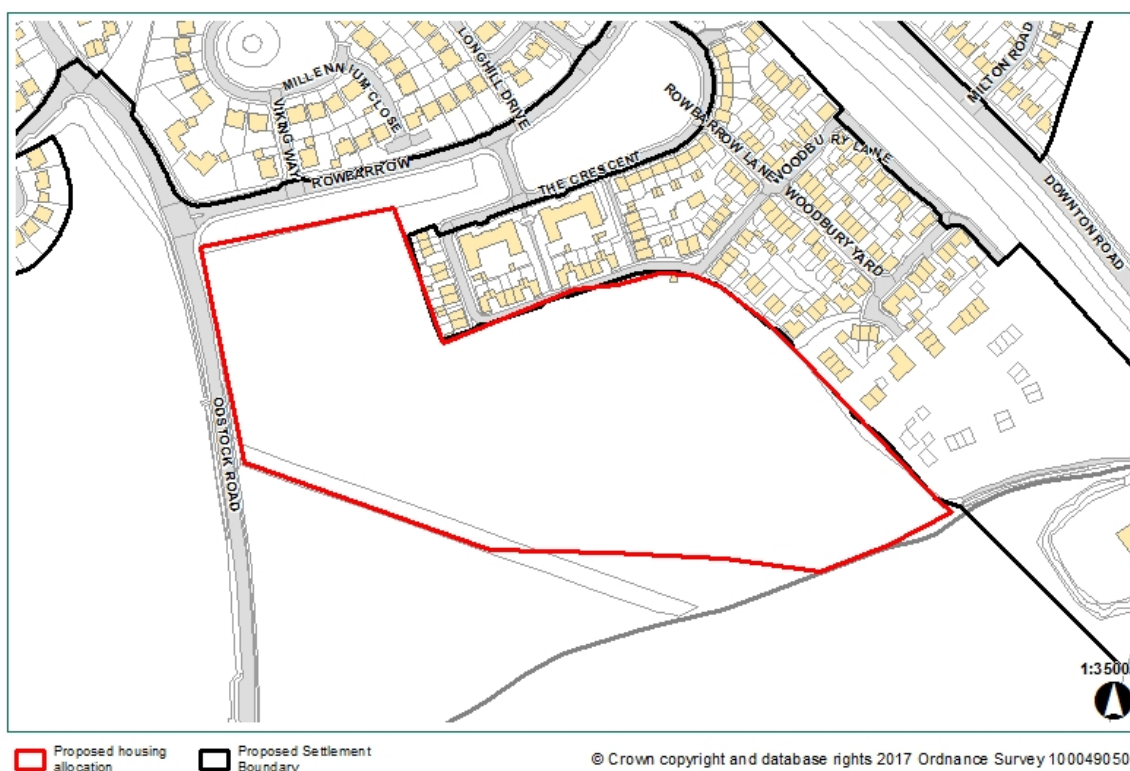 MILLENNIUM CLOSE
VIKING WAY
LONGHILL DRIVE
ROWBARROW
THE CRESCENT
ROWBARROW LANE
WOODBURY LANE
WOODBURY YARD
MILTON ROAD
DOWNTON ROAD
ODSTOCK ROAD
1:3500
Proposed housing
allocation
Proposed Settlement
Boundary
© Crown copyright and database rights 2017 Ordnance Survey 100049050